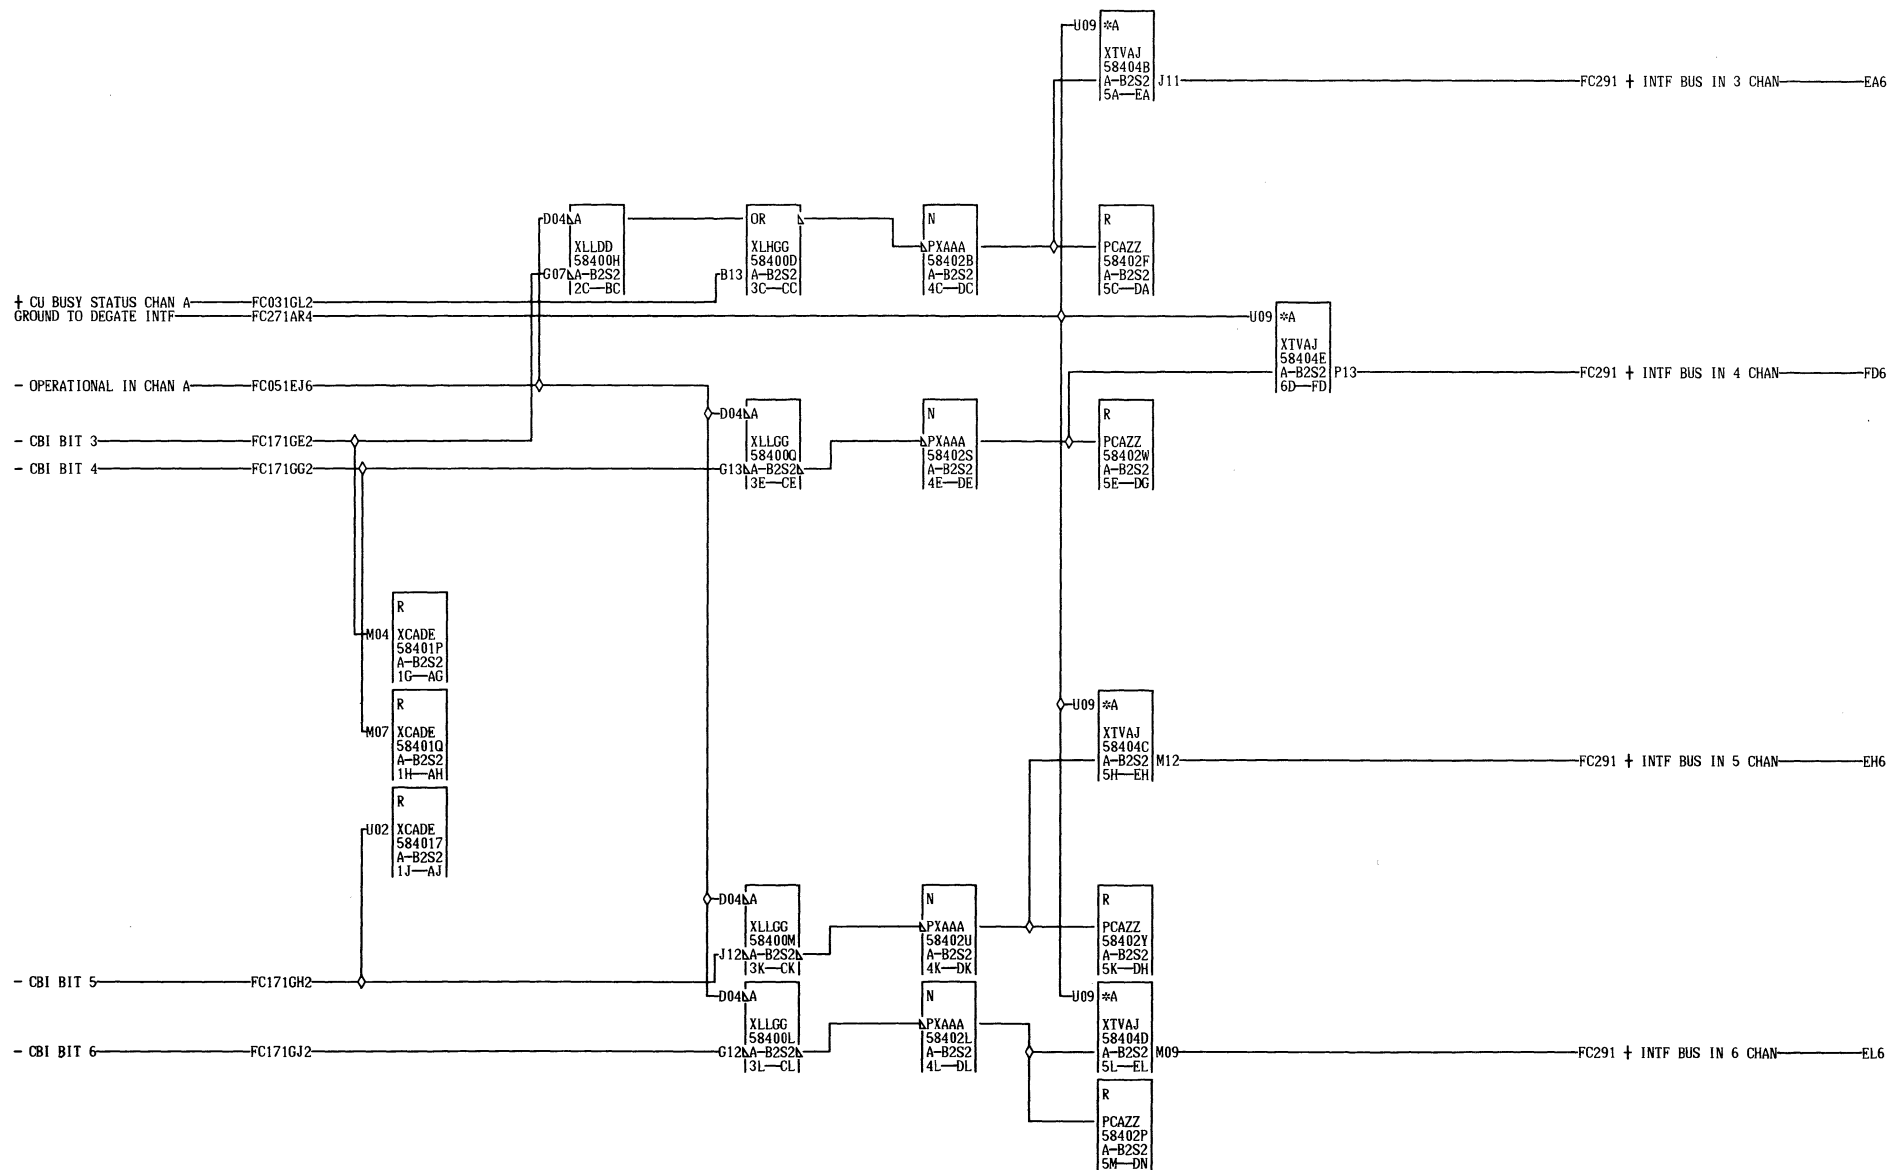 U09 *A
XTVAJ
58404B
A-B2S2 J11 FC291 + INTF BUS IN 3 CHAN EA6
5A—EA
D04 A
XLLDD
58400H
G07 A-B2S2
2C—BC
OR
XLHGG
58400D
B13 A-B2S2
3C—CC
N
PXAAA
58402B
A-B2S2
4C—DC
R
PCAZZ
58402F
A-B2S2
5C—DA
+ CU BUSY STATUS CHAN A FC031GL2
GROUND TO DEGATE INTF FC271AR4
U09 *A
XTVAJ
58404E
A-B2S2 P13 FC291 + INTF BUS IN 4 CHAN FD6
6D—FD
- OPERATIONAL IN CHAN A FC051EJ6
- CBI BIT 3 FC171GE2
- CBI BIT 4 FC171GG2
D04 A
XLLGG
58400Q
G13 A-B2S2
3E—CE
N
PXAAA
58402S
A-B2S2
4E—DE
R
PCAZZ
58402W
A-B2S2
5E—DG
R
M04 XCADE
58401P
A-B2S2
1G—AG
R
M07 XCADE
58401Q
A-B2S2
1H—AH
R
U02 XCADE
584017
A-B2S2
1J—AJ
U09 *A
XTVAJ
58404C
A-B2S2 M12 FC291 + INTF BUS IN 5 CHAN EH6
5H—EH
D04 A
XLLGG
58400M
J12 A-B2S2
3K—CK
N
PXAAA
58402U
A-B2S2
4K—DK
R
PCAZZ
58402Y
A-B2S2
5K—DH
- CBI BIT 5 FC171GH2
- CBI BIT 6 FC171GJ2
D04 A
XLLGG
58400L
G12 A-B2S2
3L—CL
N
PXAAA
58402L
A-B2S2
4L—DL
U09 *A
XTVAJ
58404D
A-B2S2 M09 FC291 + INTF BUS IN 6 CHAN EL6
5L—EL
R
PCAZZ
58402P
A-B2S2
5M—DN